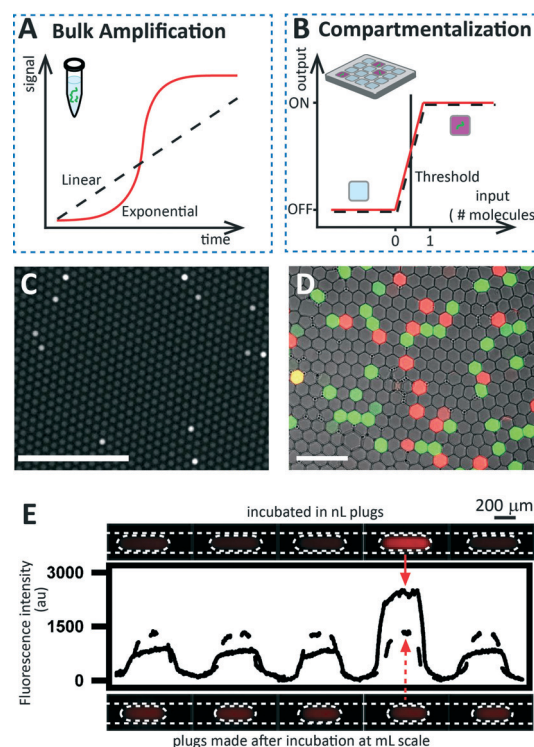 A Bulk Amplification
signal
Linear
Exponential
time
B Compartmentalization
output
ON
OFF
Threshold
input
( # molecules
0 1
C
D
E
incubated in nL plugs
200 µm
Fluorescence intensity
(au)
3000
1500
0
plugs made after incubation at mL scale